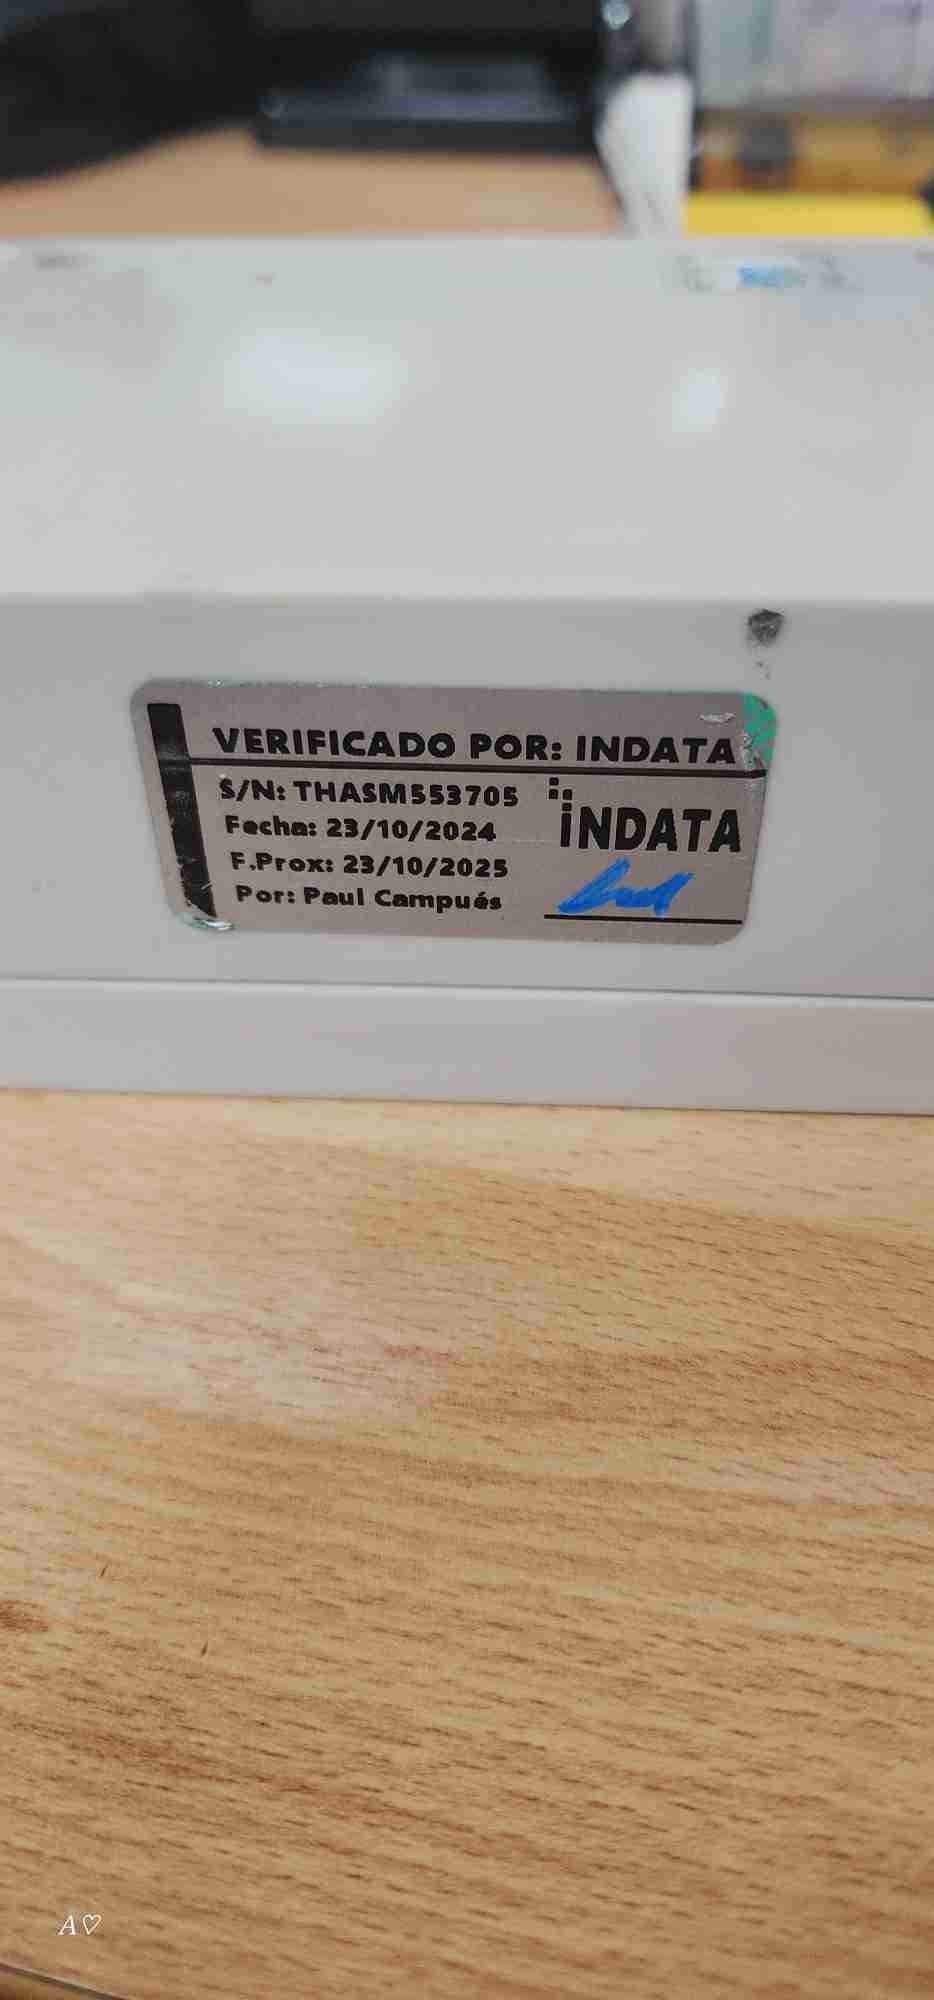 VERIFICADO POR: INDATA
S/N: THASM553705
Fecha: 23/10/2024
F.Prox: 23/10/2025
Por: Paul Campués
iNDATA
A♡